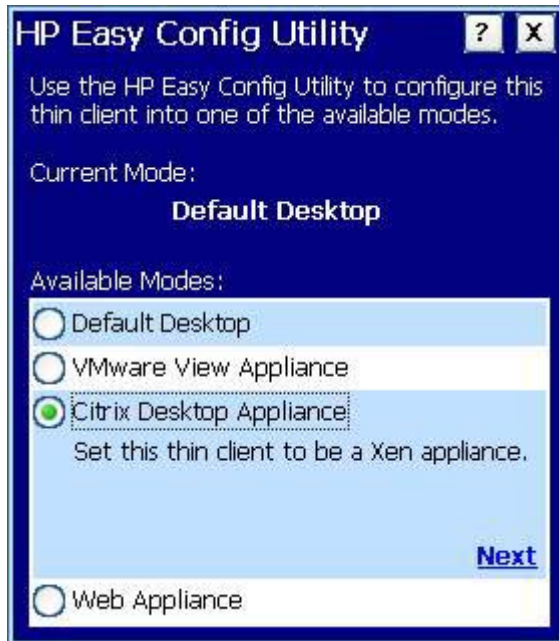 HP Easy Config Utility ? X
Use the HP Easy Config Utility to configure this
thin client into one of the available modes.
Current Mode:
Default Desktop
Available Modes:
Default Desktop
VMware View Appliance
Citrix Desktop Appliance
Set this thin client to be a Xen appliance.
Next
Web Appliance